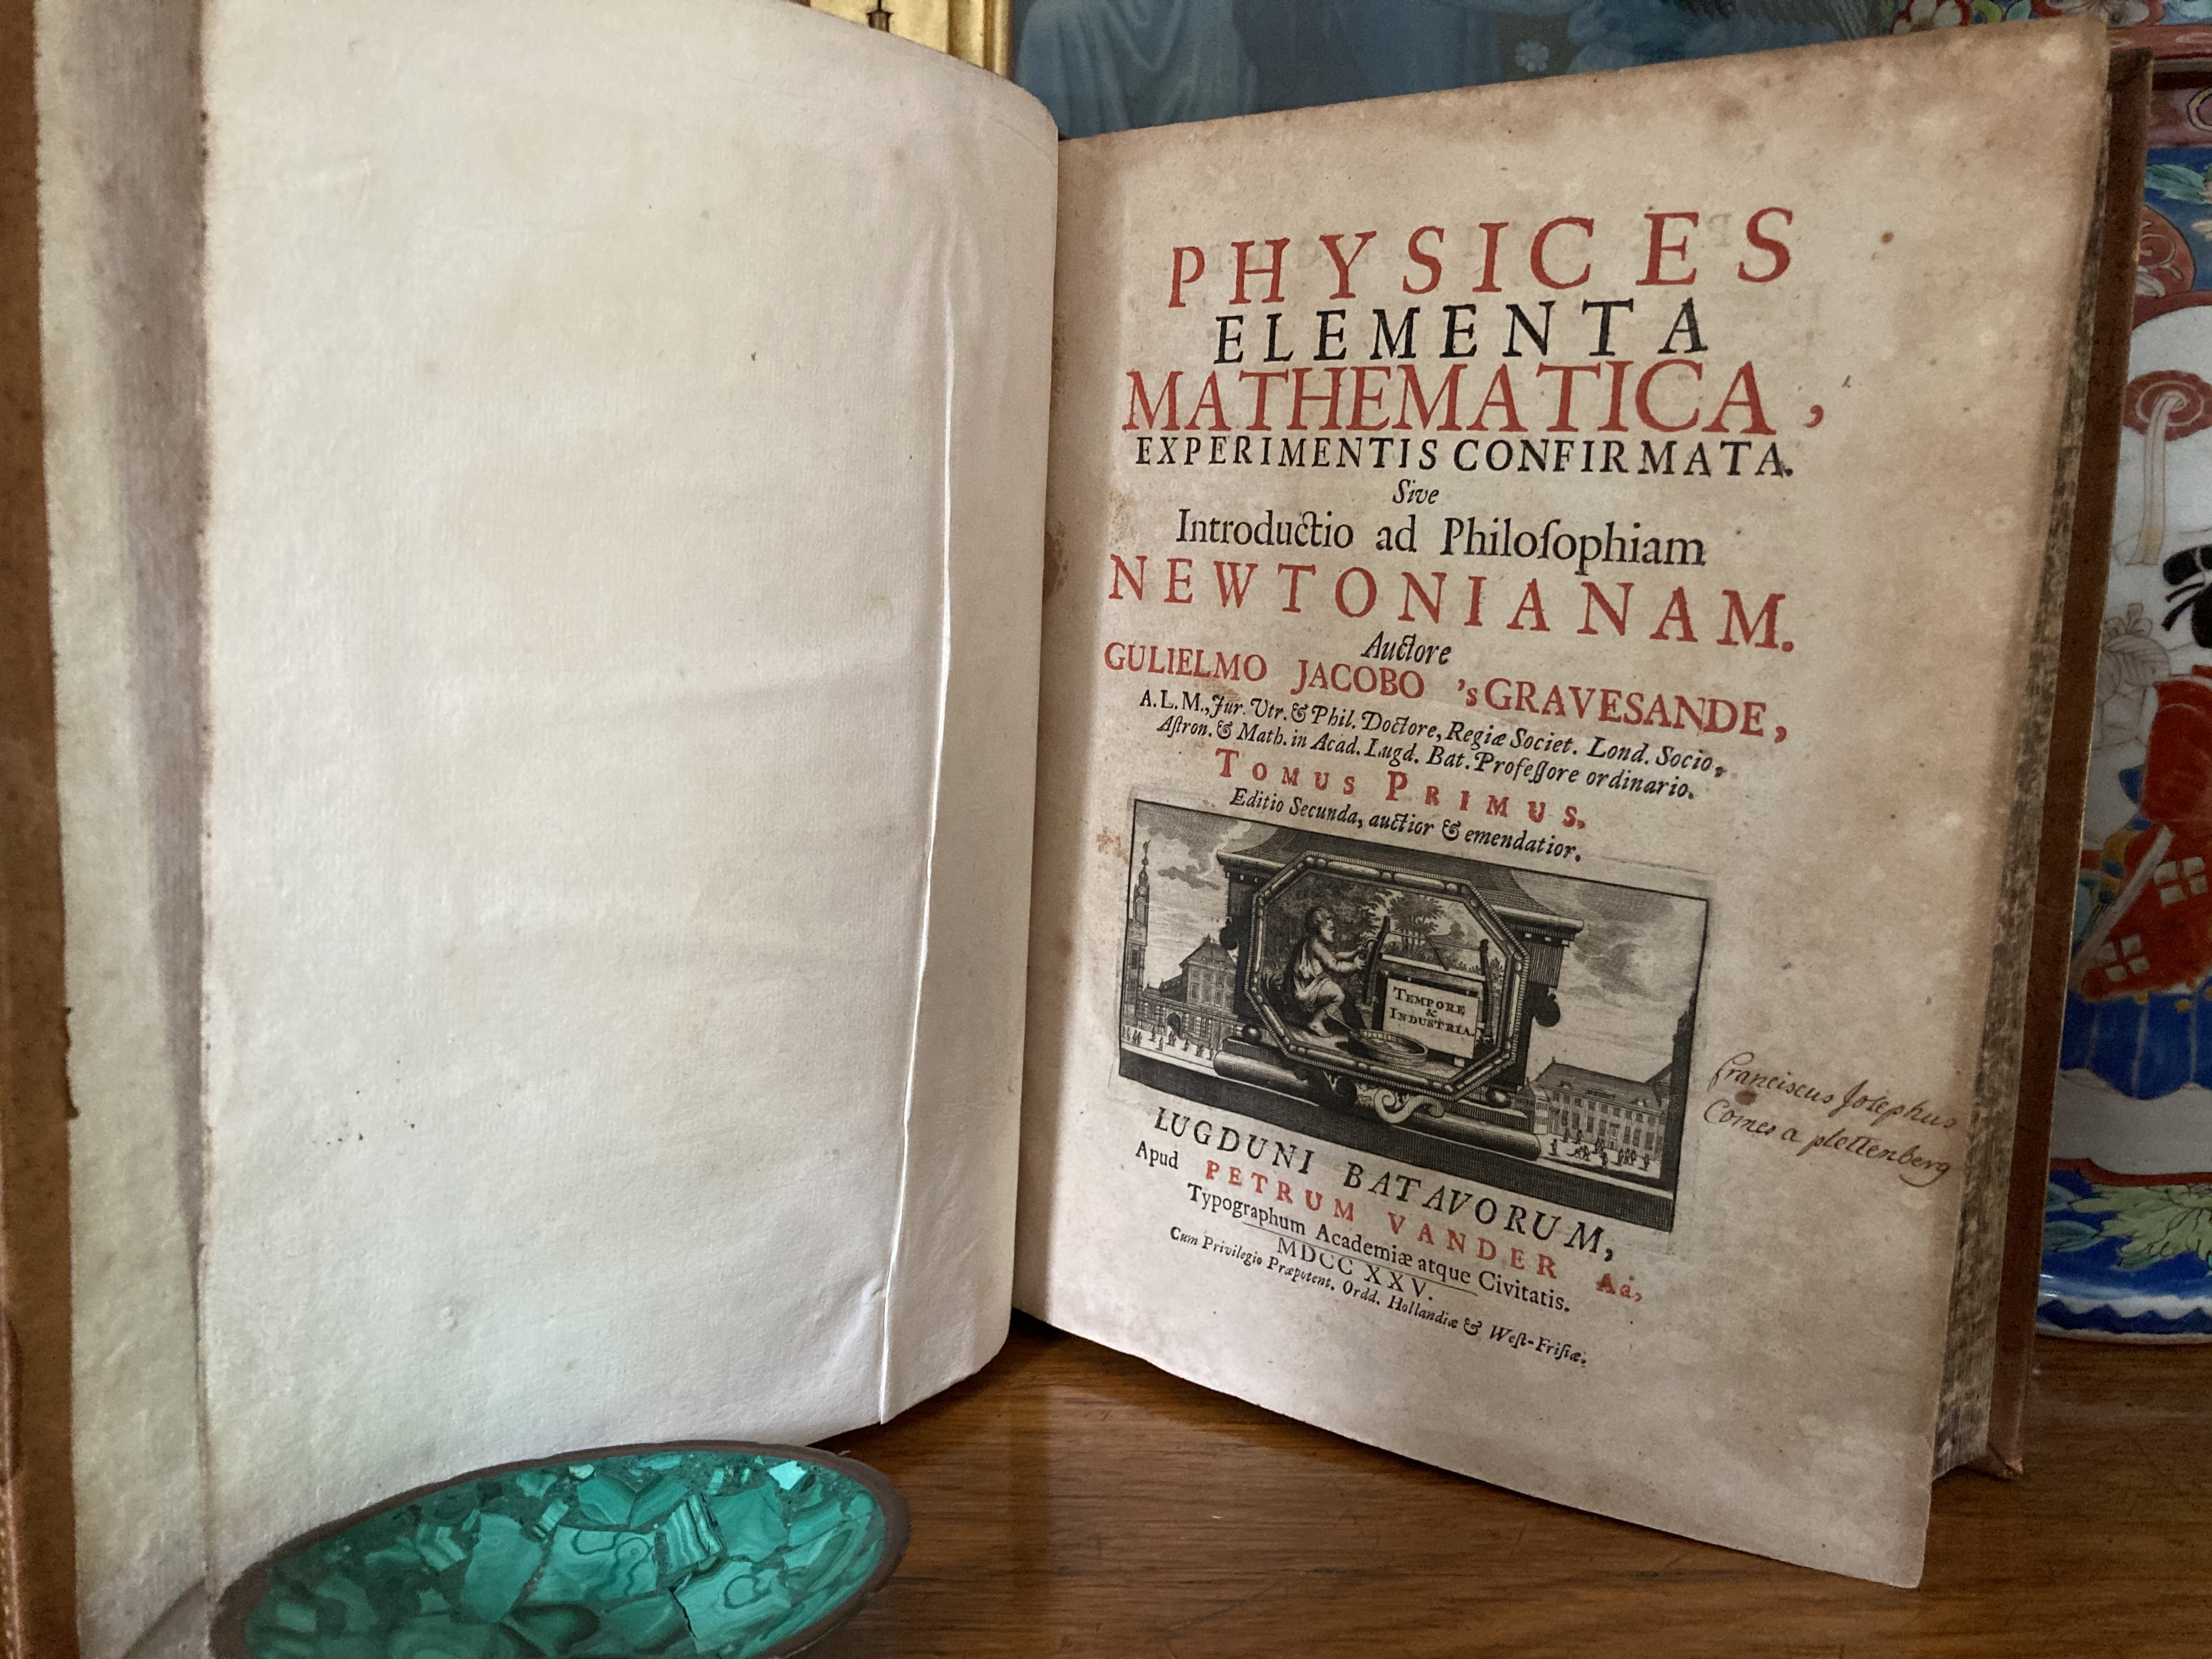 PHYSICES
ELEMENTA
MATHEMATICA,
EXPERIMENTIS CONFIRMATA.
Sive
Introductio ad Philoſophiam
NEWTONIANAM.
Auctore
GULIELMO JACOBO 'sGRAVESANDE,
A.L.M., Jur. Utr. & Phil. Doctore, Regiæ Societ. Lond. Socio,
Aſtron. & Math. in Acad. Lugd. Bat. Profeſſore ordinario.
TOMUS PRIMUS.
Editio Secunda, auctior & emendatior.
TEMPORE
&
INDUSTRIA.
Franciscus Josephus
Comes a plettenberg
LUGDUNI BATAVORUM,
Apud PETRUM VANDER Aa,
Typographum Academiæ atque Civitatis.
MDCC XXV.
Cum Privilegio Præpotent. Ordd. Hollandiæ & Weſt-Friſiæ.